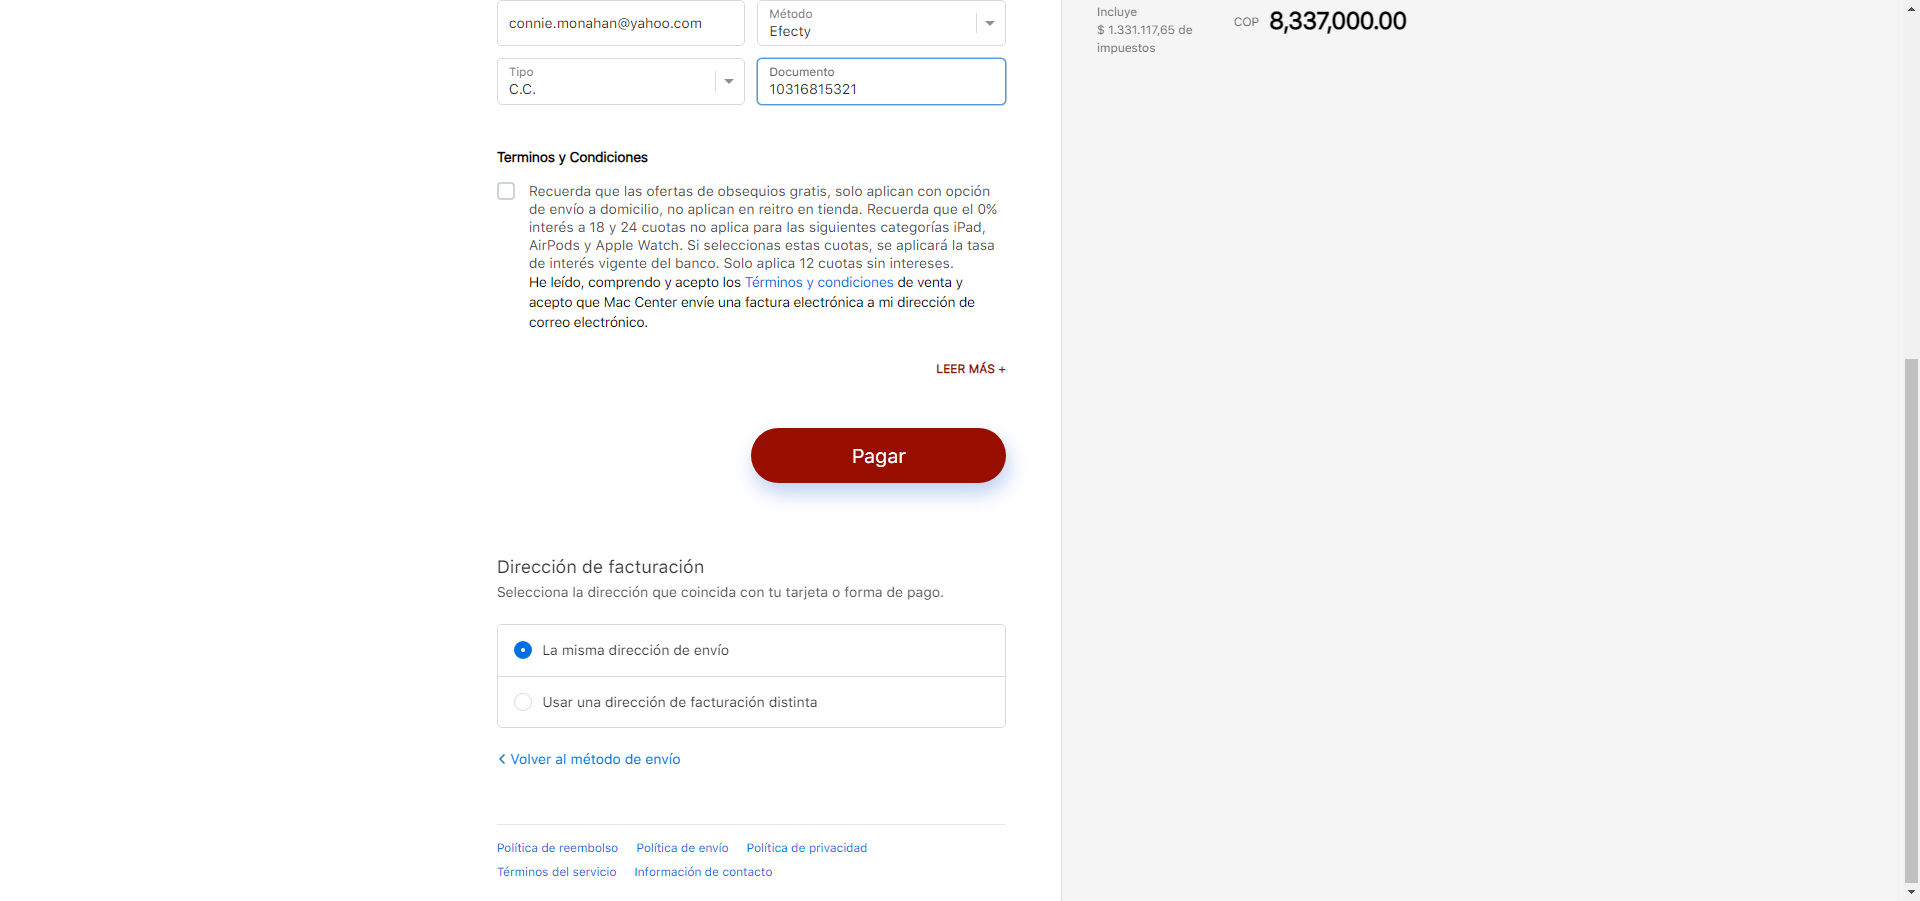 connie.monahan@yahoo.com
Método
Efecty
Tipo
C.C.
Documento
10316815321
Terminos y Condiciones
Recuerda que las ofertas de obsequios gratis, solo aplican con opción
de envío a domicilio, no aplican en reitro en tienda. Recuerda que el 0%
interés a 18 y 24 cuotas no aplica para las siguientes categorías iPad,
AirPods y Apple Watch. Si seleccionas estas cuotas, se aplicará la tasa
de interés vigente del banco. Solo aplica 12 cuotas sin intereses.
He leído, comprendo y acepto los Términos y condiciones de venta y
acepto que Mac Center envíe una factura electrónica a mi dirección de
correo electrónico.
LEER MÁS +
Pagar
Dirección de facturación
Selecciona la dirección que coincida con tu tarjeta o forma de pago.
La misma dirección de envío
Usar una dirección de facturación distinta
Volver al método de envío
Política de reembolso Política de envío Política de privacidad
Términos del servicio Información de contacto
Incluye
$ 1.331.117,65 de
impuestos
COP 8,337,000.00